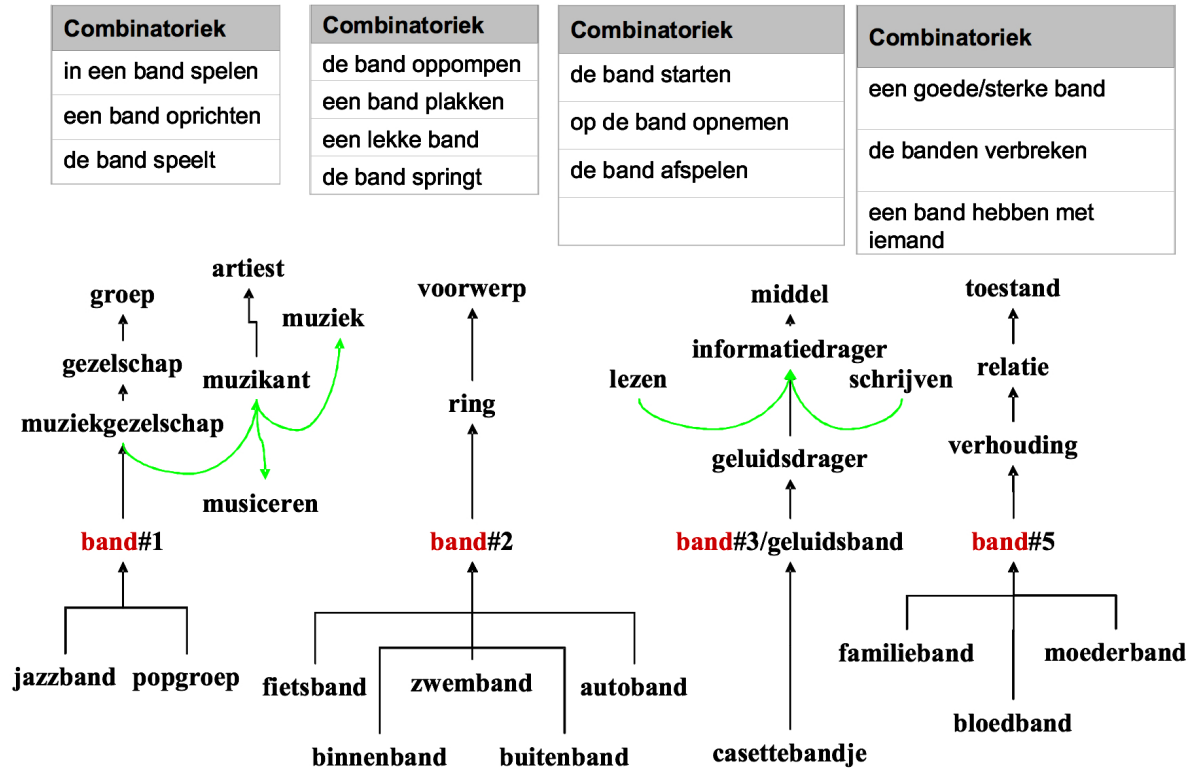 Combinatoriek
in een band spelen
een band oprichten
de band speelt
Combinatoriek
de band oppompen
een band plakken
een lekke band
de band springt
Combinatoriek
de band starten
op de band opnemen
de band afspelen
Combinatoriek
een goede/sterke band
de banden verbreken
een band hebben met
iemand
groep
gezelschap
muziekgezelschap
artiest
muzikant
muziek
musiceren
band#1
jazzband
popgroep
voorwerp
ring
band#2
fietsband
zwemband
autoband
binnenband
buitenband
middel
informatiedrager
lezen
schrijven
geluidsdrager
band#3/geluidsband
casettebandje
toestand
relatie
verhouding
band#5
familieband
moederband
bloedband